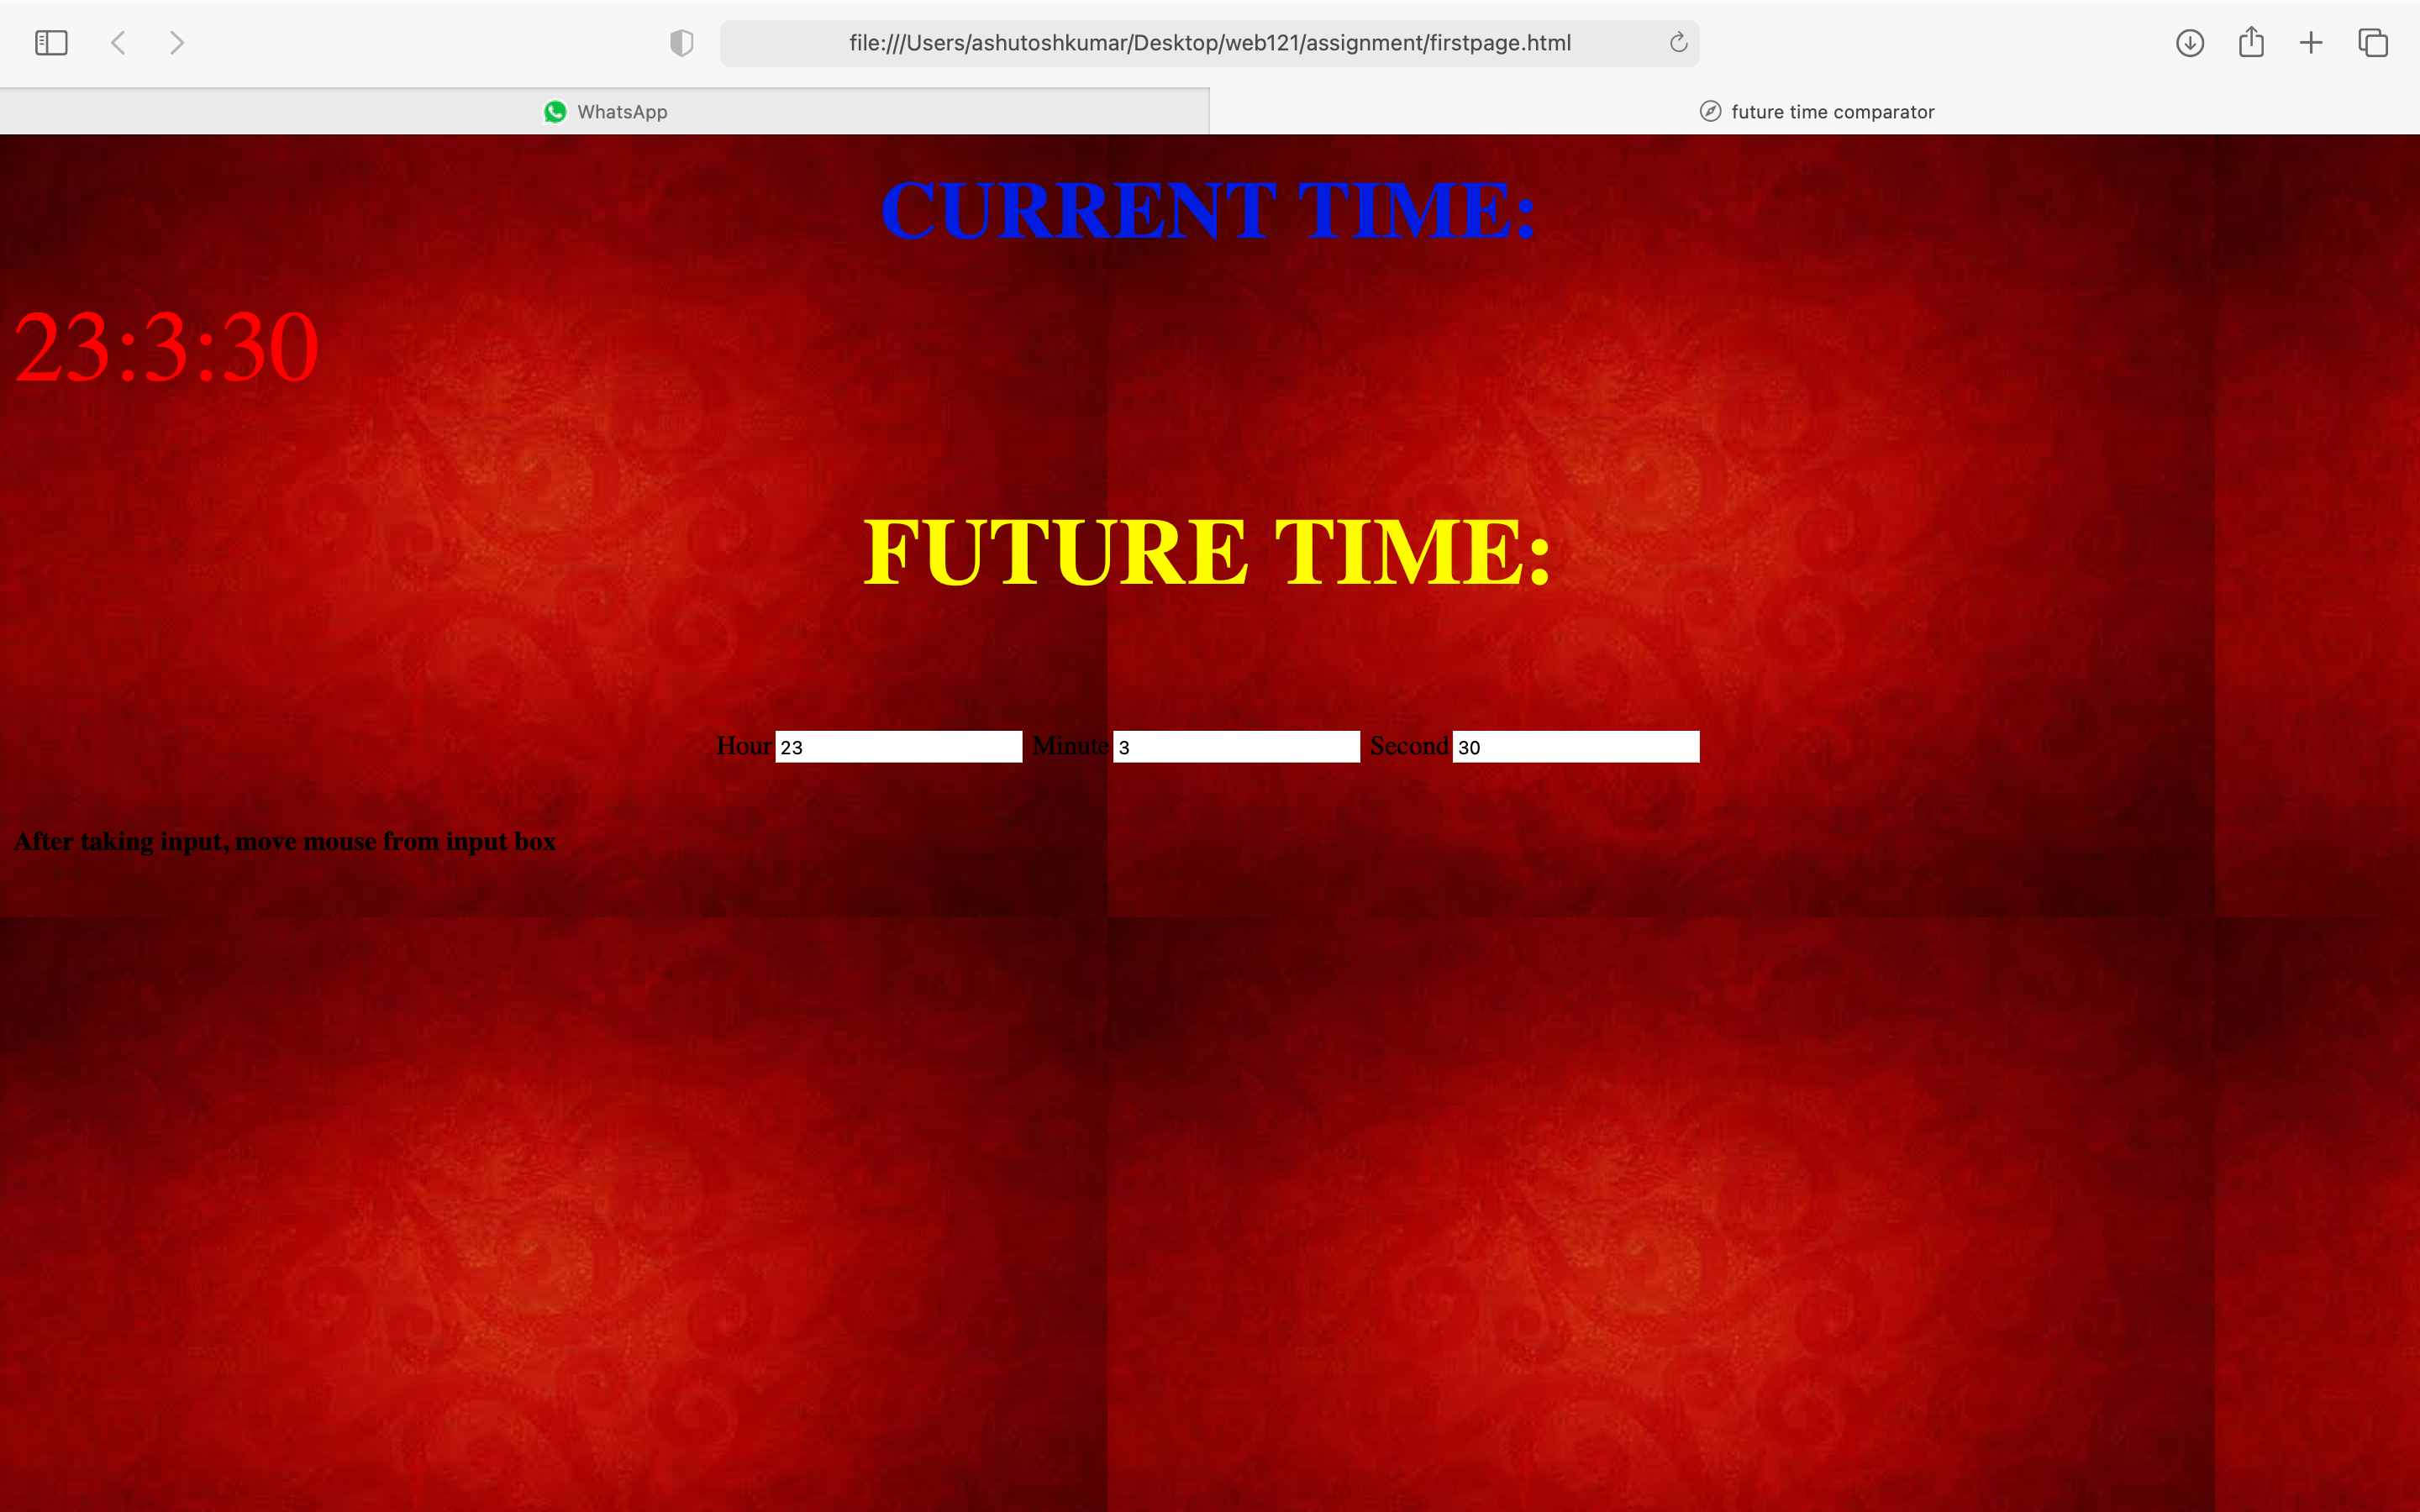 file:///Users/ashutoshkumar/Desktop/web121/assignment/firstpage.html
WhatsApp future time comparator
CURRENT TIME:
23:3:30
FUTURE TIME:
Hour 23 Minute 3 Second 30
After taking input, move mouse from input box